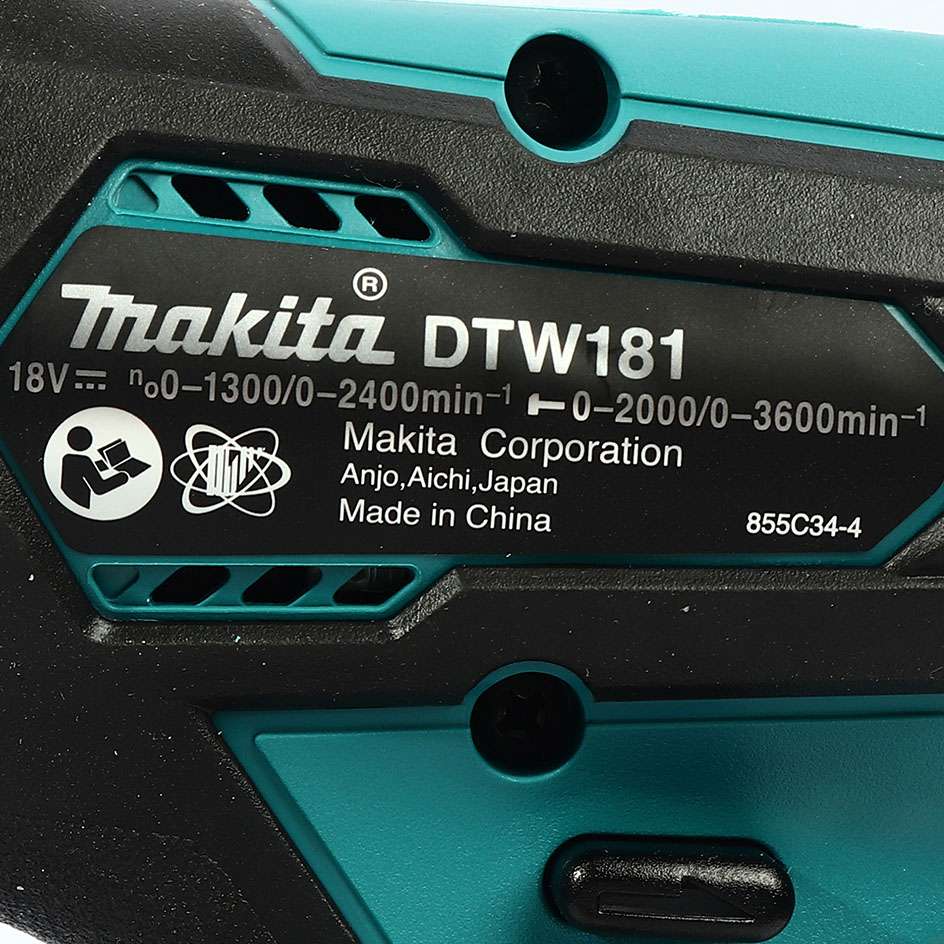 makita® DTW181
18V⎓ n₀0–1300/0–2400min⁻¹ 0–2000/0–3600min⁻¹
Makita Corporation
Anjo,Aichi,Japan
Made in China
855C34-4